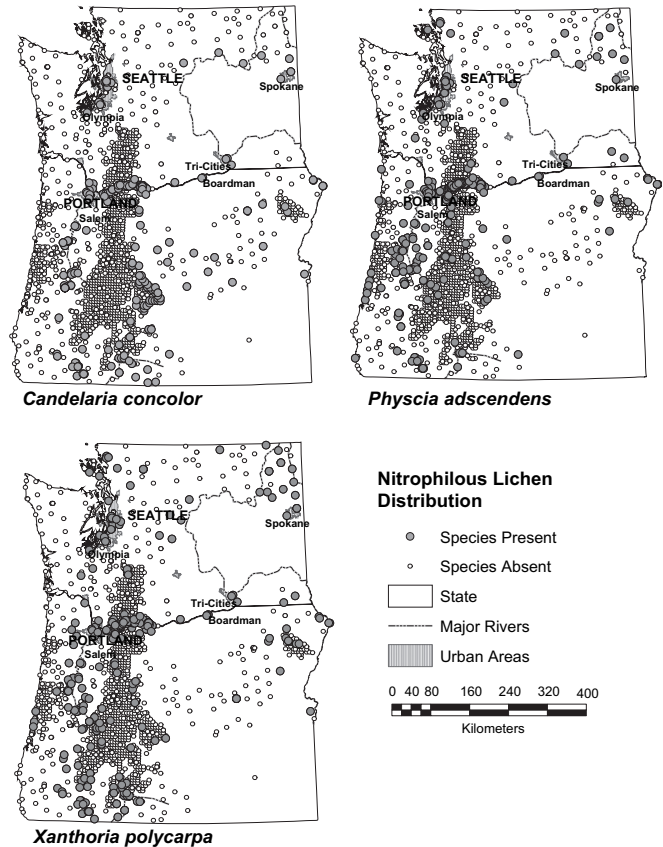 SEATTLE
Spokane
Olympia
Tri-Cities
Boardman
PORTLAND
Salem
Candelaria concolor
SEATTLE
Spokane
Olympia
Tri-Cities
Boardman
PORTLAND
Salem
Physcia adscendens
SEATTLE
Spokane
Olympia
Tri-Cities
Boardman
PORTLAND
Salem
Xanthoria polycarpa
Nitrophilous Lichen
Distribution
Species Present
Species Absent
State
Major Rivers
Urban Areas
0 40 80 160 240 320 400
Kilometers